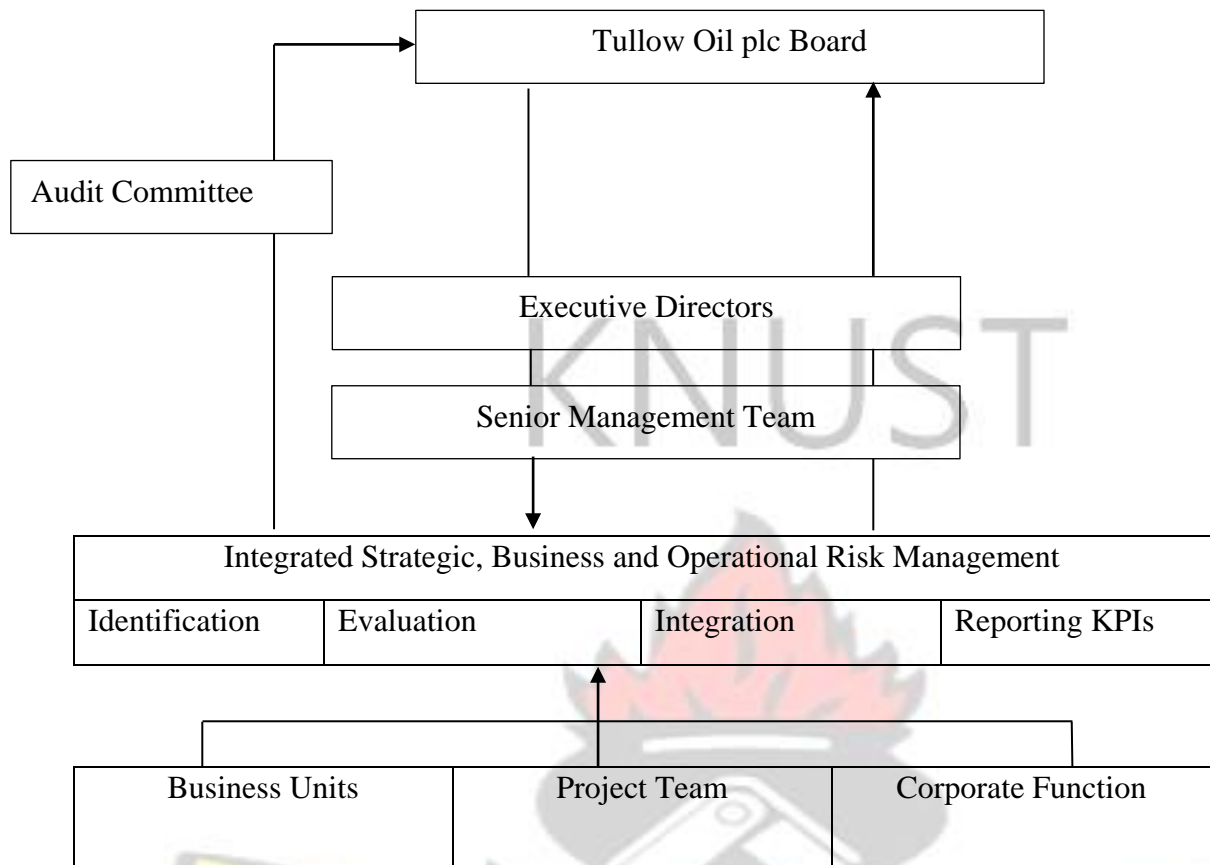 Tullow Oil plc Board
Audit Committee
Executive Directors
KNUST
Senior Management Team
Integrated Strategic, Business and Operational Risk Management
Identification
Evaluation
Integration
Reporting KPIs
Business Units
Project Team
Corporate Function